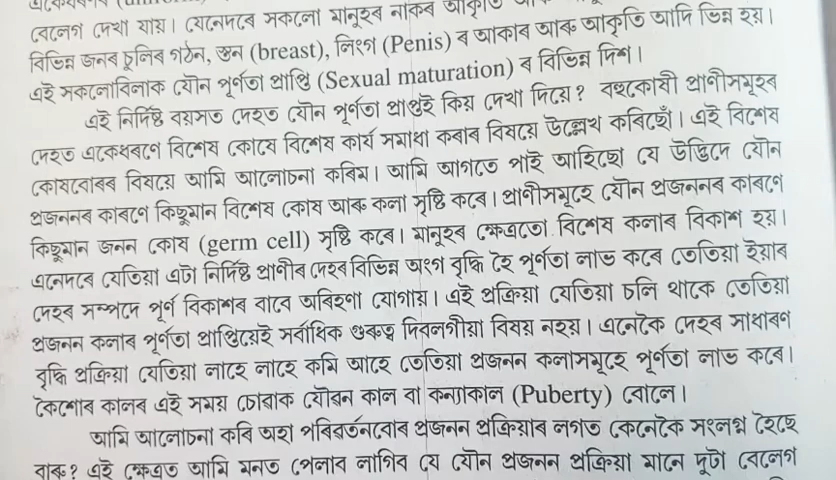 বেলেগ দেখা যায়। যেনেদৰে সকলো মানুহৰ নাকৰ আকৃতি
বিভিন্ন জনৰ চুলিৰ গঠন, স্তন (breast), লিংগ (Penis) ৰ আকাৰ আৰু আকৃতি আদি ভিন্ন হয়।
এই সকলোবিলাক যৌন পূৰ্ণতা প্ৰাপ্তি (Sexual maturation) ৰ বিভিন্ন দিশ।
এই নিৰ্দিষ্ট বয়সত দেহত যৌন পূৰ্ণতা প্ৰাপ্তই কিয় দেখা দিয়ে? বহুকোষী প্ৰাণীসমূহৰ
দেহত একেধৰণে বিশেষ কোষে বিশেষ কাৰ্য সমাধা কৰাৰ বিষয়ে উল্লেখ কৰিছোঁ। এই বিশেষ
কোষবোৰৰ বিষয়ে আমি আলোচনা কৰিম। আমি আগতে পাই আহিছো যে উদ্ভিদে যৌন
প্ৰজননৰ কাৰণে কিছুমান বিশেষ কোষ আৰু কলা সৃষ্টি কৰে। প্ৰাণীসমূহে যৌন প্ৰজননৰ কাৰণে
কিছুমান জনন কোষ (germ cell) সৃষ্টি কৰে। মানুহৰ ক্ষেত্ৰতো বিশেষ কলাৰ বিকাশ হয়।
এনেদৰে যেতিয়া এটা নিৰ্দিষ্ট প্ৰাণীৰ দেহৰ বিভিন্ন অংগ বৃদ্ধি হৈ পূৰ্ণতা লাভ কৰে তেতিয়া ইয়াৰ
দেহৰ সম্পদে পূৰ্ণ বিকাশৰ বাবে অৰিহণা যোগায়। এই প্ৰক্ৰিয়া যেতিয়া চলি থাকে তেতিয়া
প্ৰজনন কলাৰ পূৰ্ণতা প্ৰাপ্তিয়েই সৰ্বাধিক গুৰুত্ব দিবলগীয়া বিষয় নহয়। এনেকৈ দেহৰ সাধাৰণ
বৃদ্ধি প্ৰক্ৰিয়া যেতিয়া লাহে লাহে কমি আহে তেতিয়া প্ৰজনন কলাসমূহে পূৰ্ণতা লাভ কৰে।
কৈশোৰ কালৰ এই সময় চোৱাক যৌৱন কাল বা কন্যাকাল (Puberty) বোলে।
আমি আলোচনা কৰি অহা পৰিৱৰ্তনবোৰ প্ৰজনন প্ৰক্ৰিয়াৰ লগত কেনেকৈ সংলগ্ন হৈছে
বাৰু? এই ক্ষেত্ৰত আমি মনত পেলাব লাগিব যে যৌন প্ৰজনন প্ৰক্ৰিয়া মানে দুটা বেলেগ